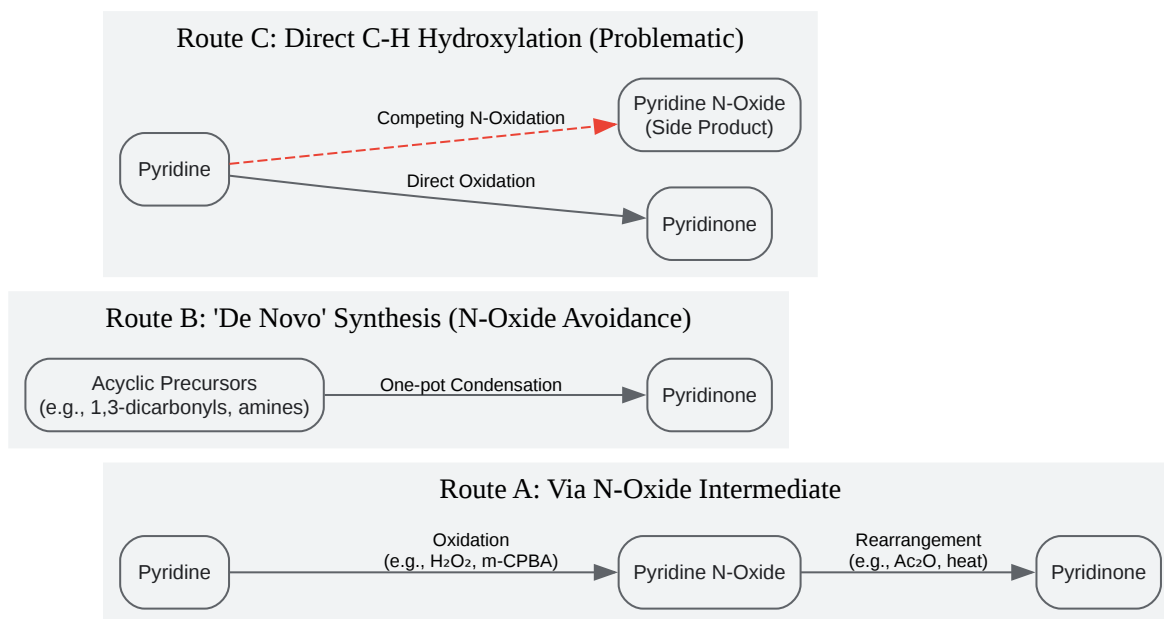 Route C: Direct C-H Hydroxylation (Problematic)
Pyridine
Competing N-Oxidation
Pyridine N-Oxide
(Side Product)
Direct Oxidation
Pyridinone
Route B: 'De Novo' Synthesis (N-Oxide Avoidance)
Acyclic Precursors
(e.g., 1,3-dicarbonyls, amines)
One-pot Condensation
Pyridinone
Route A: Via N-Oxide Intermediate
Pyridine
Oxidation
(e.g., H₂O₂, m-CPBA)
Pyridine N-Oxide
Rearrangement
(e.g., Ac₂O, heat)
Pyridinone